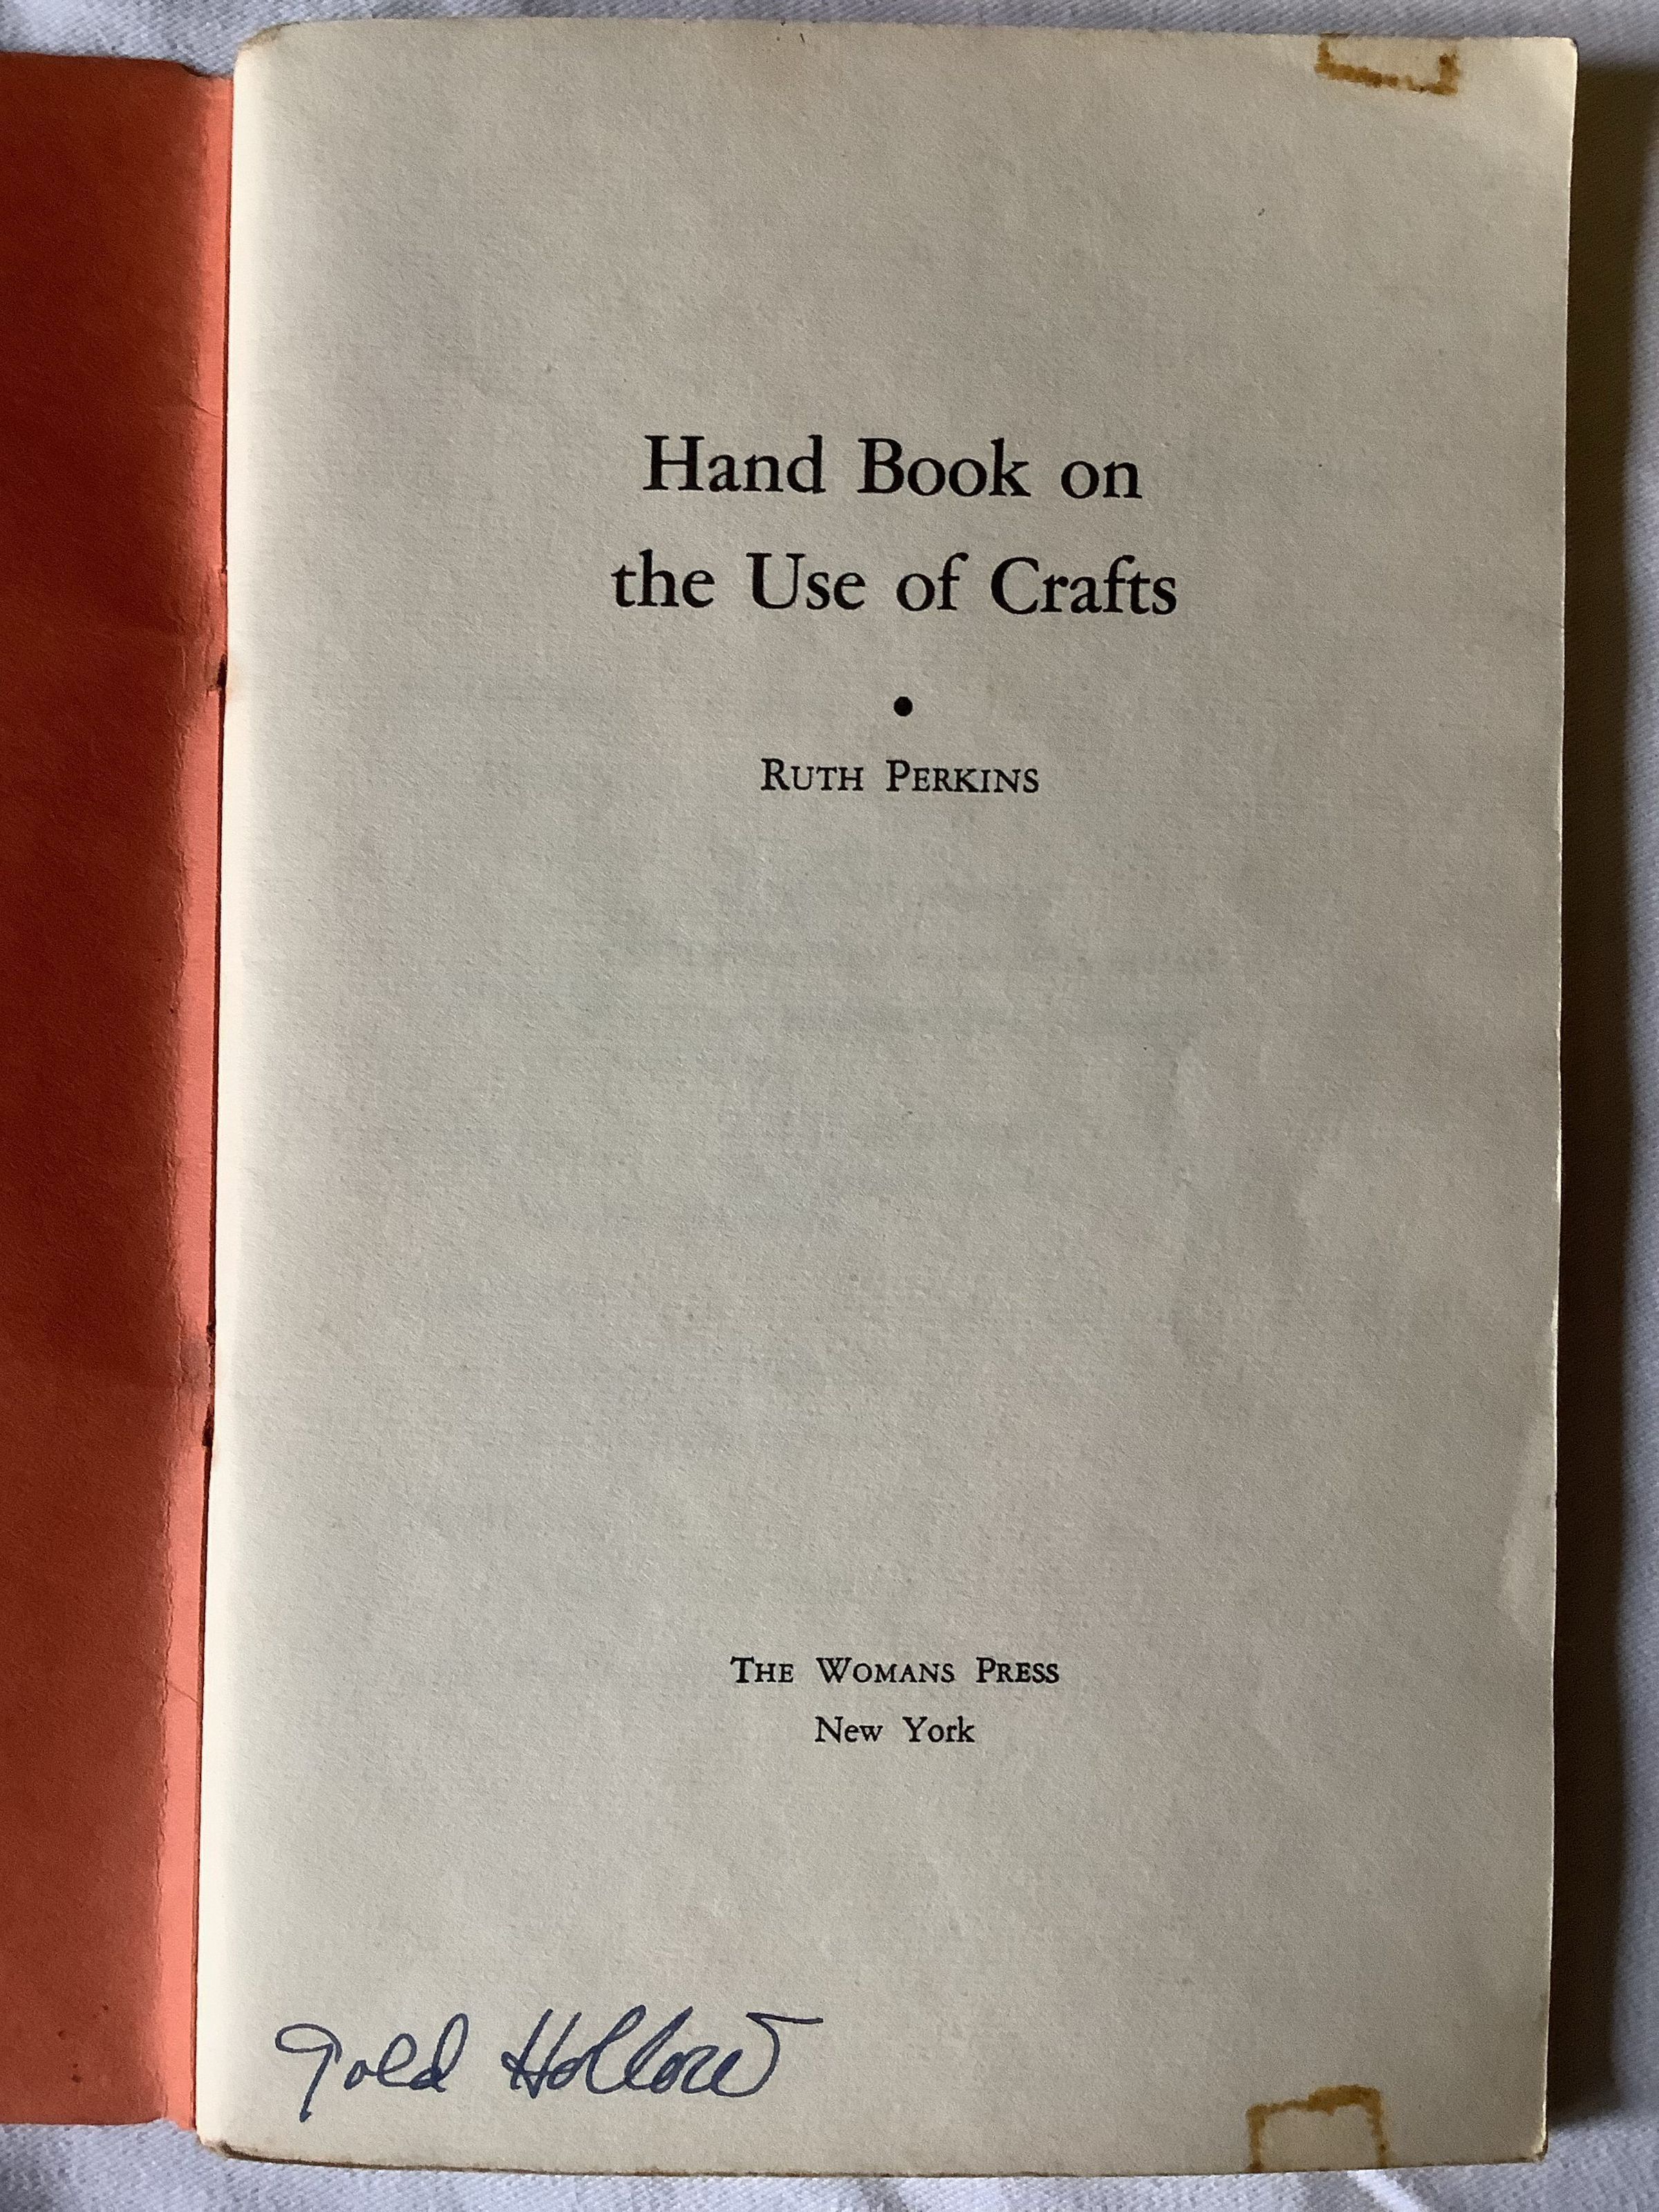 Hand Book on
the Use of Crafts
•
RUTH PERKINS
THE WOMANS PRESS
New York
Gold Hollow